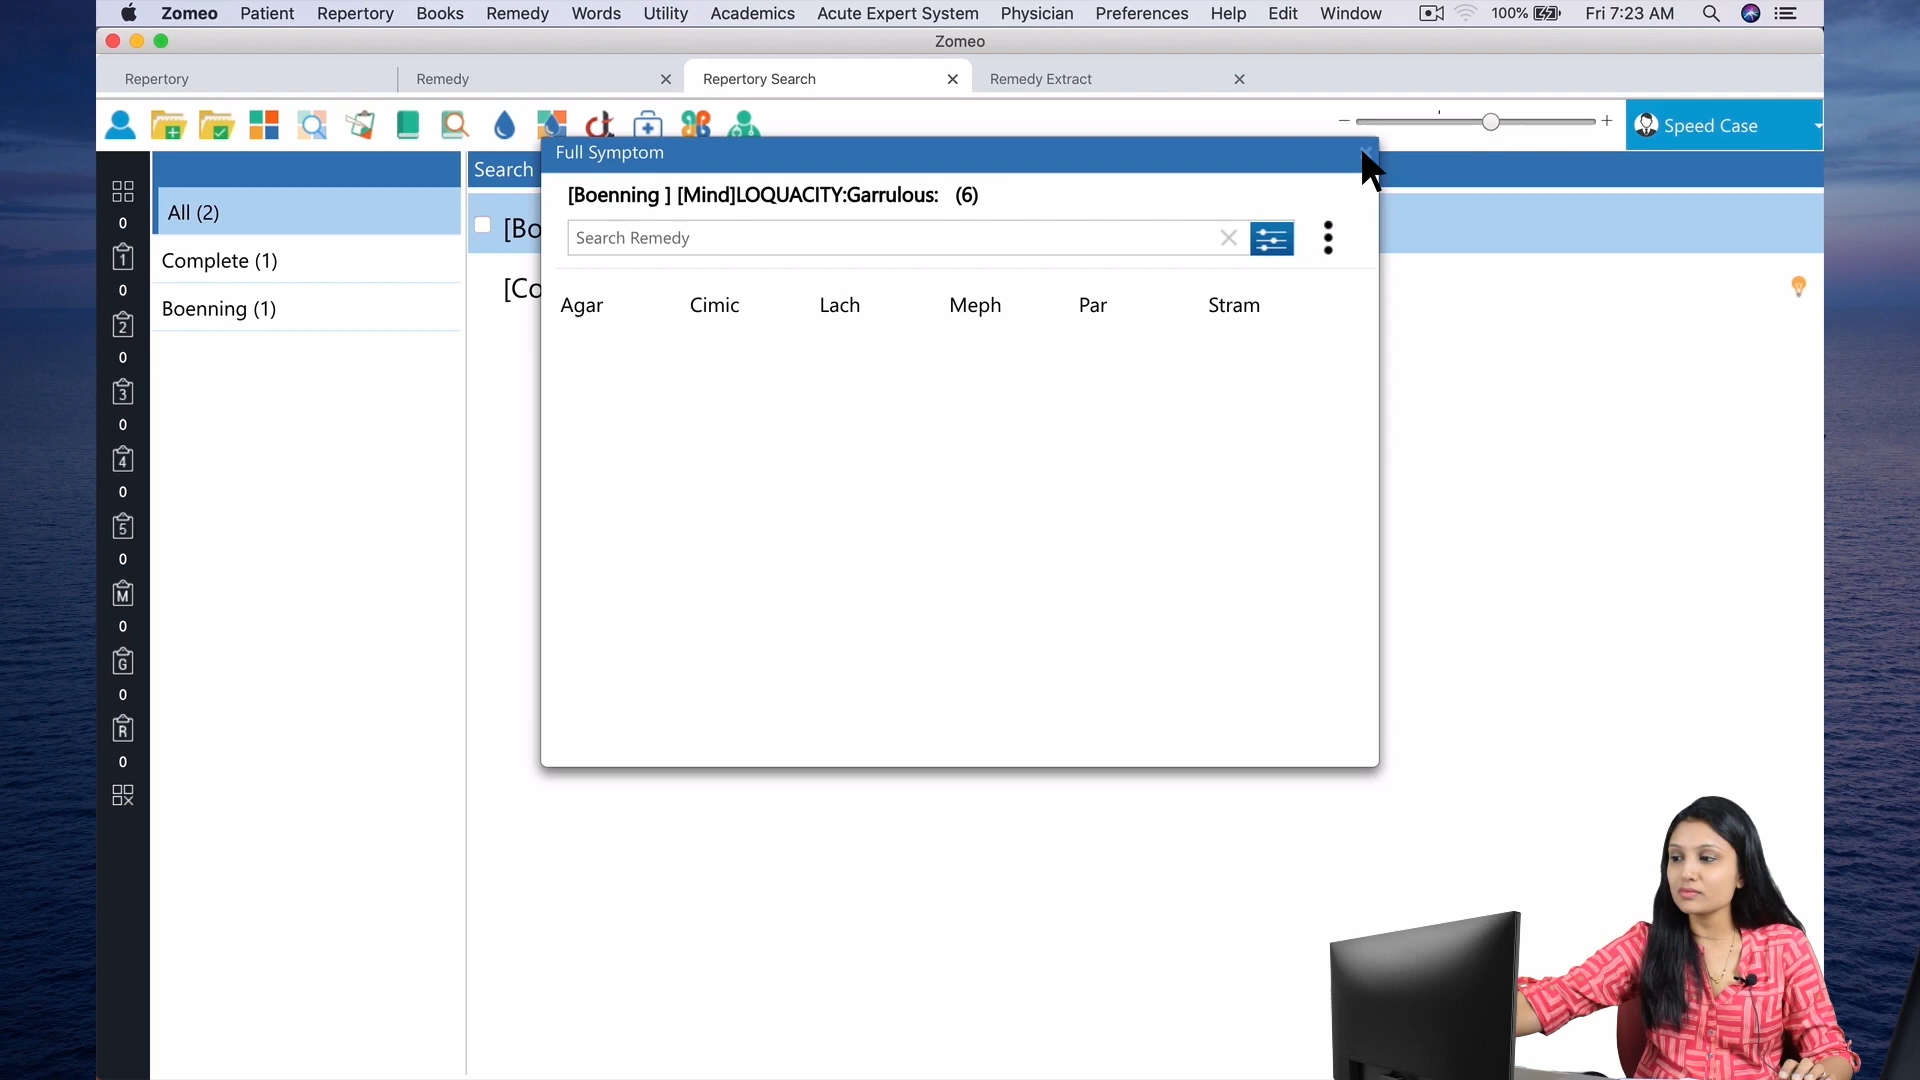 Zomeo Patient Repertory Books Remedy Words Utility Academics Acute Expert System Physician Preferences Help Edit Window 100% Fri 7:23 AM
Zomeo
Repertory Remedy Repertory Search Remedy Extract
Speed Case
Full Symptom
Search
[Boenning ] [Mind]LOQUACITY:Garrulous: (6)
All (2)
[Bo
Search Remedy
Complete (1)
[Co
Agar Cimic Lach Meph Par Stram
Boenning (1)
0
1
0
2
0
3
0
4
0
5
0
M
0
G
0
R
0